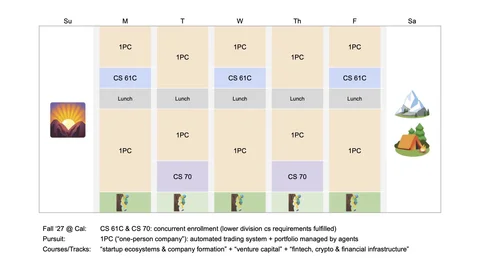 Su M T W Th F Sa
1PC 1PC 1PC 1PC 1PC
CS 61C CS 61C CS 61C
Lunch Lunch Lunch Lunch Lunch
1PC 1PC 1PC 1PC 1PC
CS 70 CS 70
Fall '27 @ Cal: CS 61C & CS 70: concurrent enrollment (lower division cs requirements fulfilled)
Pursuit: 1PC ("one-person company"): automated trading system + portfolio managed by agents
Courses/Tracks: "startup ecosystems & company formation" + "venture capital" + "fintech, crypto & financial infrastructure"